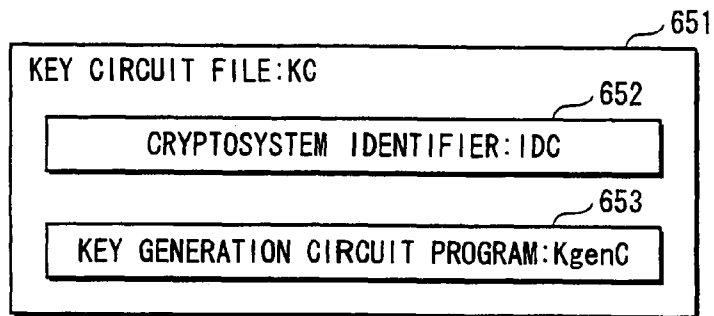 651
KEY CIRCUIT FILE:KC
652
CRYPTOSYSTEM IDENTIFIER:IDC
653
KEY GENERATION CIRCUIT PROGRAM:KgenC